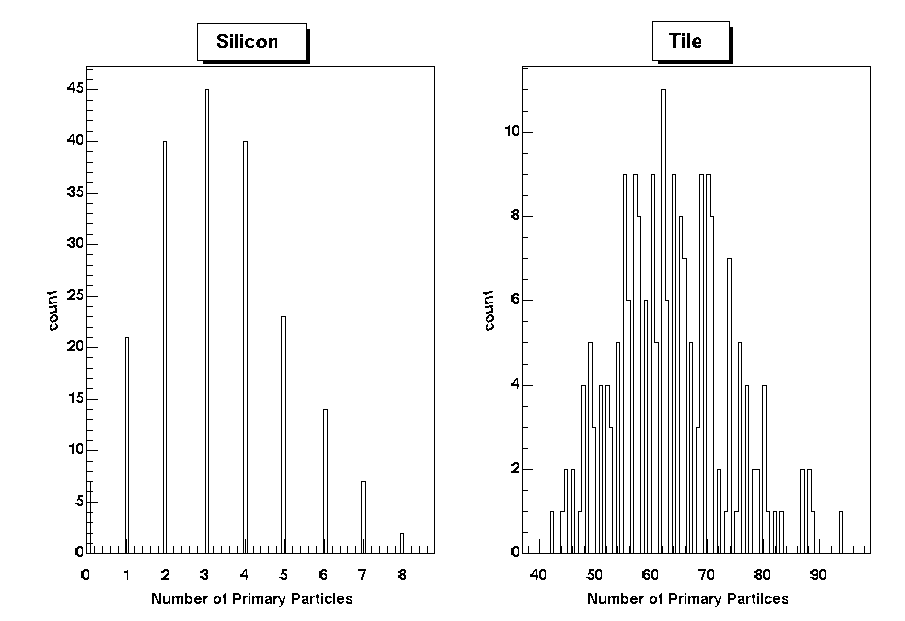 Silicon
45
40
35
30
25
20
15
10
5
0
count
0 1 2 3 4 5 6 7 8
Number of Primary Particles
Tile
10
8
6
4
2
0
count
40 50 60 70 80 90
Number of Primary Partilces